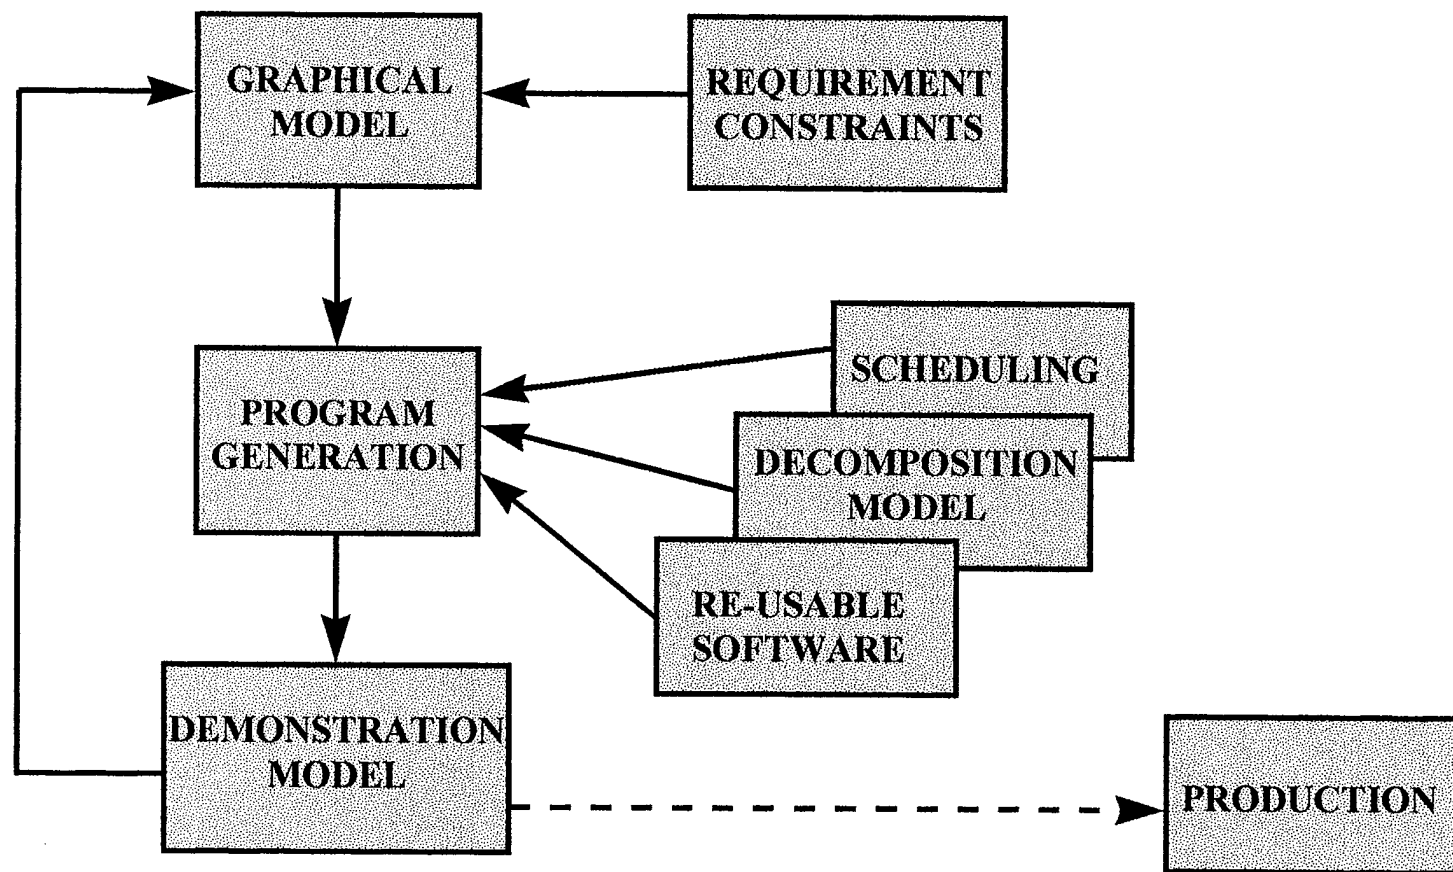 GRAPHICAL
MODEL
REQUIREMENT
CONSTRAINTS
SCHEDULING
PROGRAM
GENERATION
DECOMPOSITION
MODEL
RE-USABLE
SOFTWARE
DEMONSTRATION
MODEL
PRODUCTION